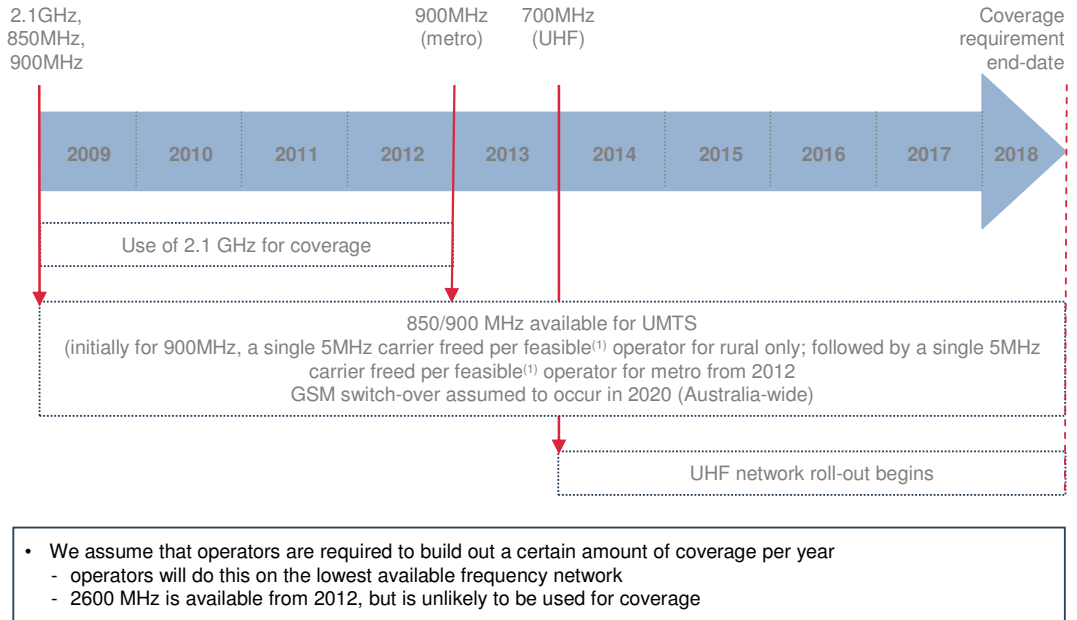 2.1GHz,
850MHz,
900MHz
900MHz
(metro)
700MHz
(UHF)
Coverage
requirement
end-date
2009 2010 2011 2012 2013 2014 2015 2016 2017 2018
Use of 2.1 GHz for coverage
850/900 MHz available for UMTS
(initially for 900MHz, a single 5MHz carrier freed per feasible(1) operator for rural only; followed by a single 5MHz
carrier freed per feasible(1) operator for metro from 2012
GSM switch-over assumed to occur in 2020 (Australia-wide)
UHF network roll-out begins
• We assume that operators are required to build out a certain amount of coverage per year
- operators will do this on the lowest available frequency network
- 2600 MHz is available from 2012, but is unlikely to be used for coverage